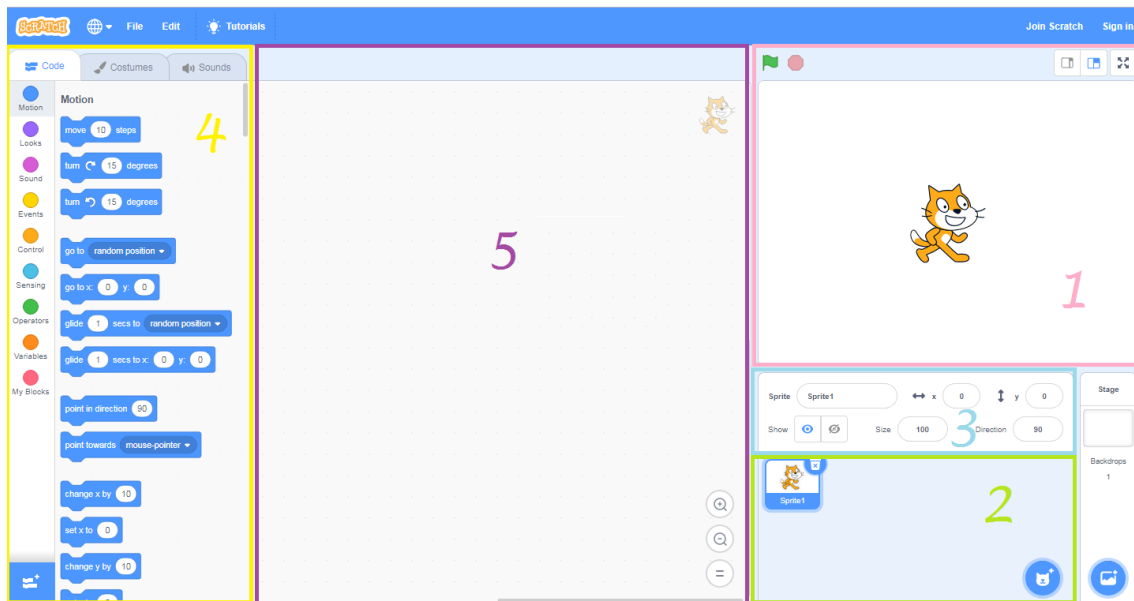 SCRATCH File Edit Tutorials Join Scratch Sign in
Code Costumes Sounds
Motion
Looks
Sound
Events
Control
Sensing
Operators
Variables
My Blocks
Motion
move 10 steps
turn 15 degrees
turn 15 degrees
go to random position
go to x: 0 y: 0
glide 1 secs to random position
glide 1 secs to x: 0 y: 0
point in direction 90
point towards mouse-pointer
change x by 10
set x to 0
change y by 10
4
5
1
Sprite Sprite1 x 0 y 0
Show Size 100 Direction 90
3
Sprite1
2
Stage
Backdrops
1